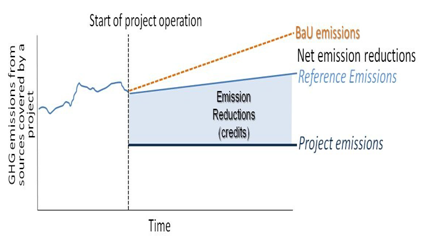 Start of project operation
BaU emissions
Net emission reductions
Reference Emissions
Emission
Reductions
(credits)
Project emissions
GHG emissions from
sources covered by a
project
Time